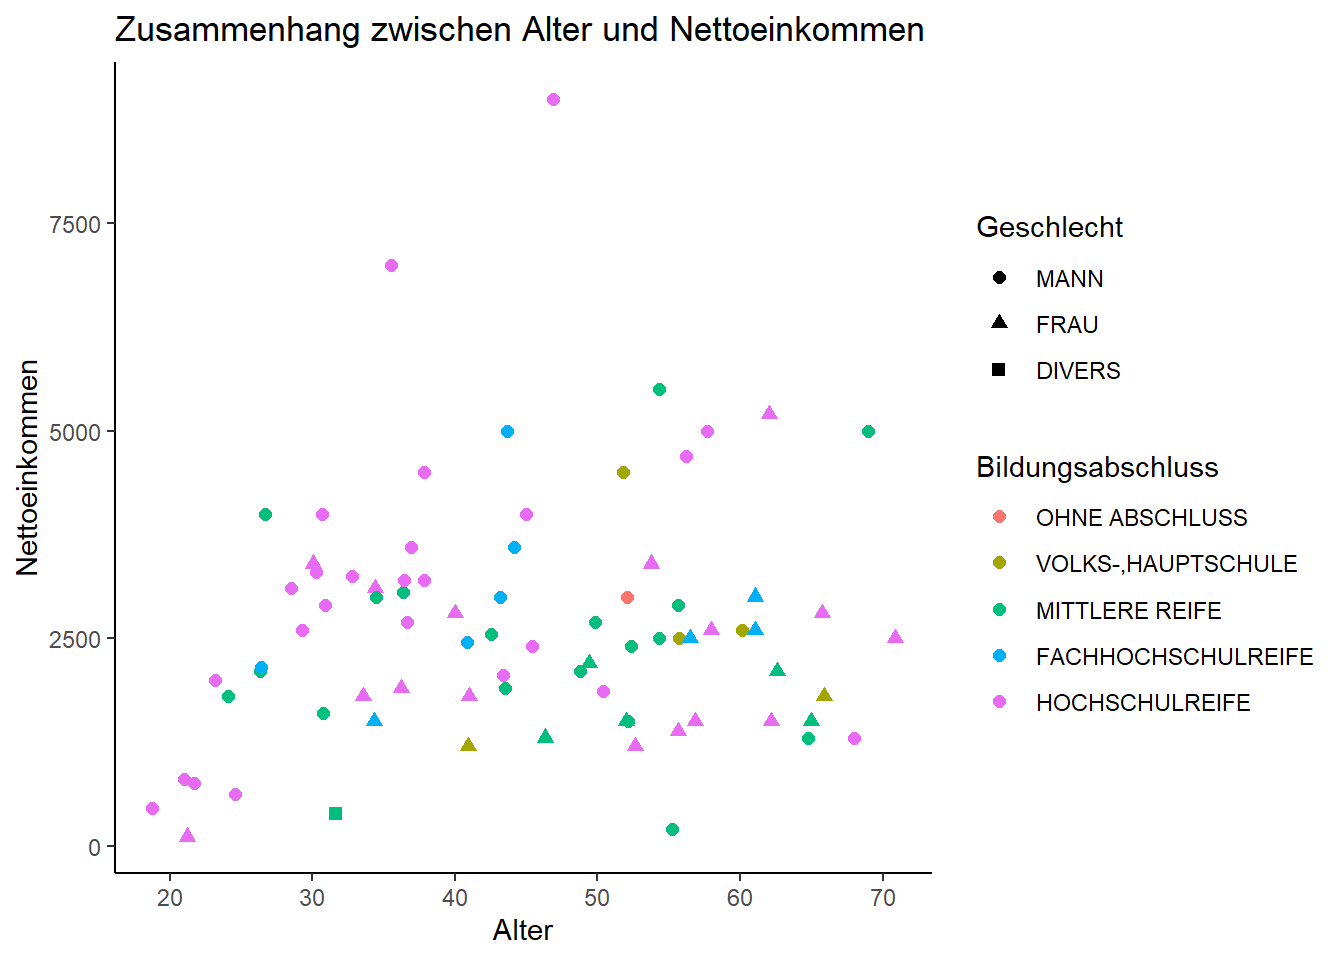 Zusammenhang zwischen Alter und Nettoeinkommen
Nettoeinkommen
7500
5000
2500
0
20 30 40 50 60 70
Alter
Geschlecht
MANN
FRAU
DIVERS
Bildungsabschluss
OHNE ABSCHLUSS
VOLKS-,HAUPTSCHULE
MITTLERE REIFE
FACHHOCHSCHULREIFE
HOCHSCHULREIFE